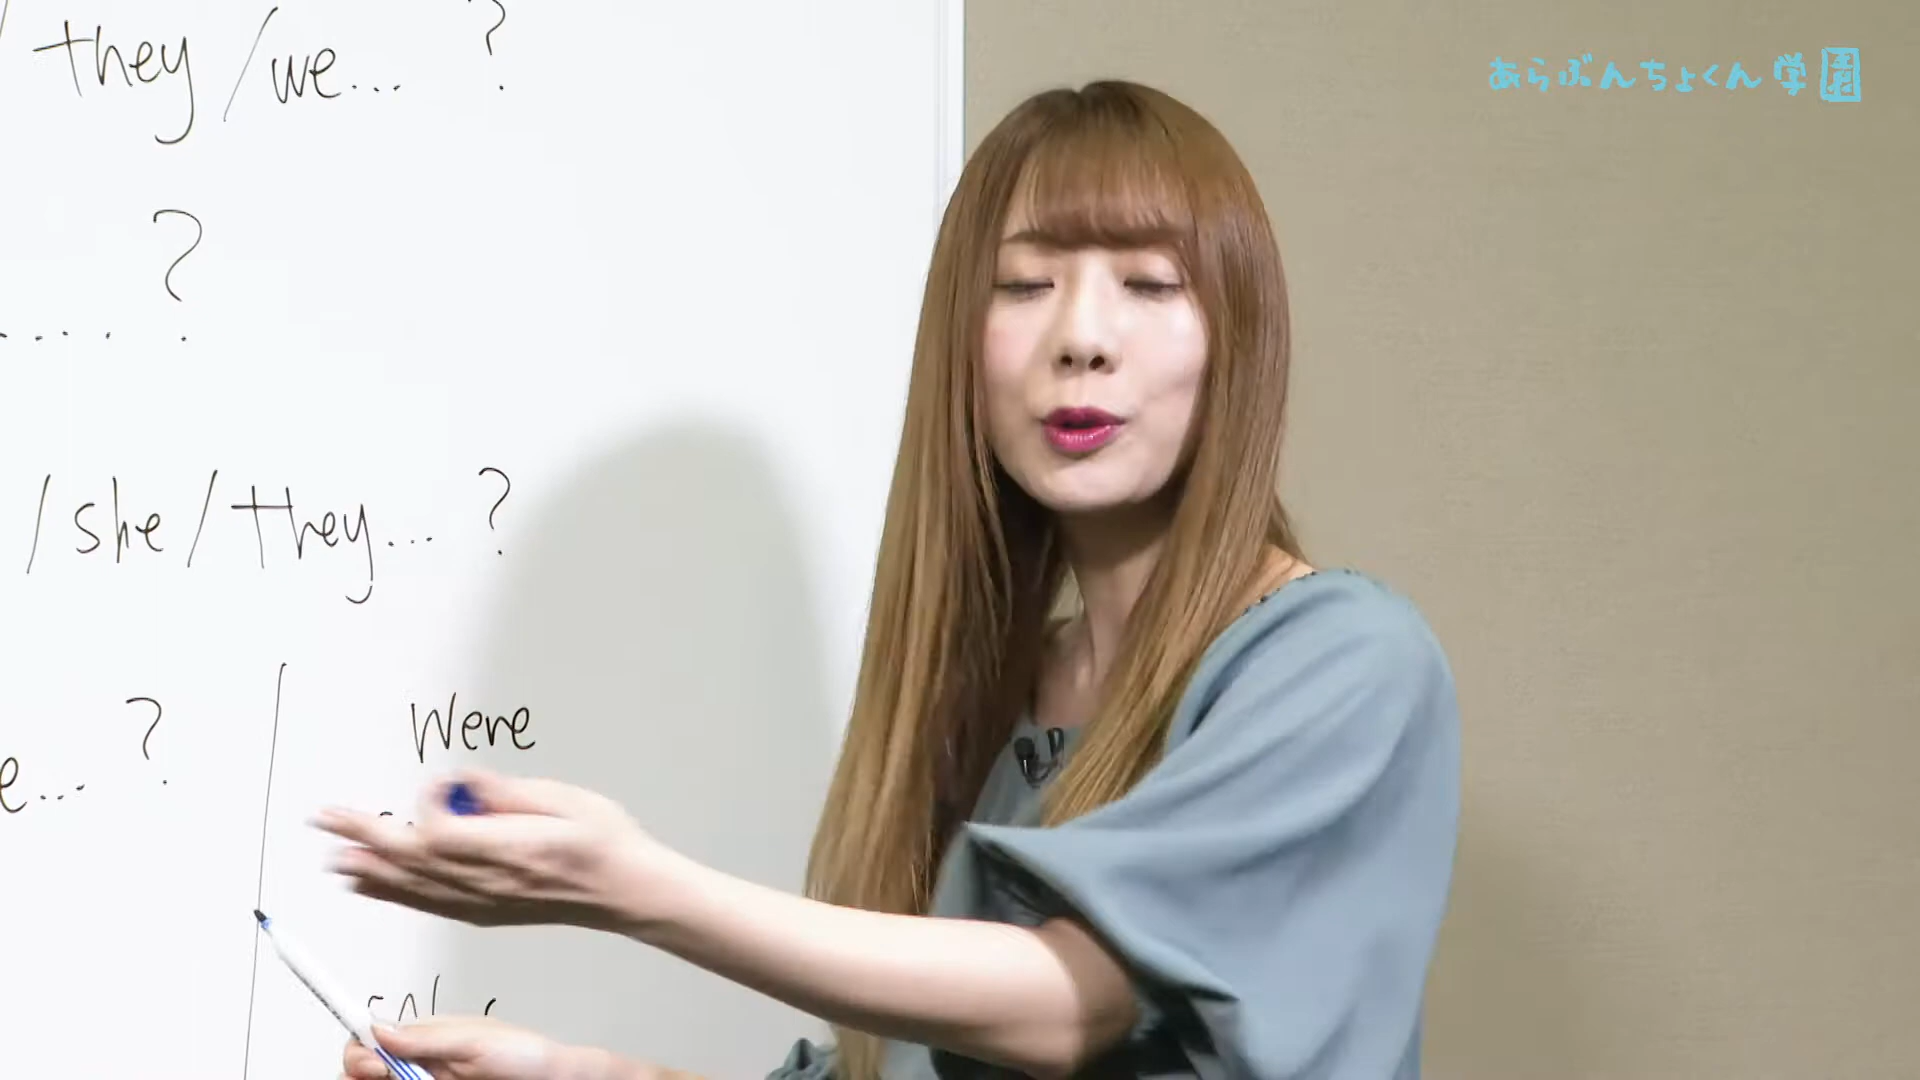 あらぶんちょくん学園
/they/we... ?
.... ?
/she/they... ?
e... ?
Were